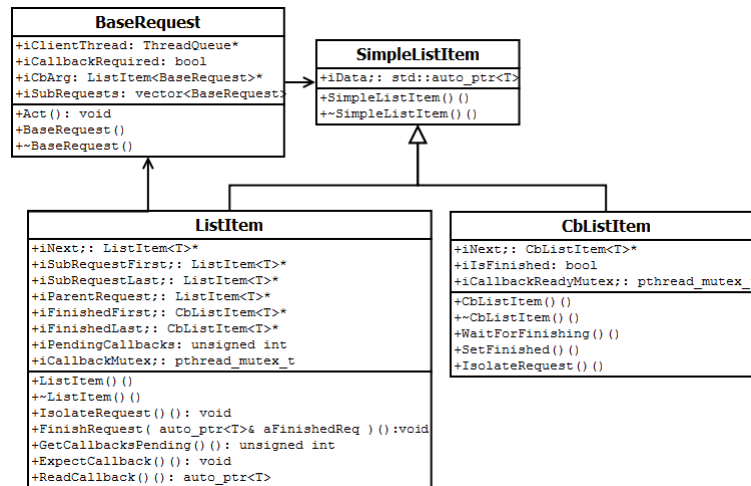 BaseRequest
+iClientThread: ThreadQueue*
+iCallbackRequired: bool
+iCbArg: ListItem<BaseRequest>*
+iSubRequests: vector<BaseRequest>
+Act(): void
+BaseRequest()
+~BaseRequest()
SimpleListItem
+iData;: std::auto_ptr<T>
+SimpleListItem()()
+~SimpleListItem()()
ListItem
+iNext;: ListItem<T>*
+iSubRequestFirst;: ListItem<T>*
+iSubRequestLast;: ListItem<T>*
+iParentRequest;: ListItem<T>*
+iFinishedFirst;: CbListItem<T>*
+iFinishedLast;: CbListItem<T>*
+iPendingCallbacks: unsigned int
+iCallbackMutex;: pthread_mutex_t
+ListItem()()
+~ListItem()()
+IsolateRequest()(): void
+FinishRequest( auto_ptr<T>& aFinishedReq )():void
+GetCallbacksPending()(): unsigned int
+ExpectCallback()(): void
+ReadCallback()(): auto_ptr<T>
CbListItem
+iNext;: CbListItem<T>*
+iIsFinished: bool
+iCallbackReadyMutex;: pthread_mutex_
+CbListItem()()
+~CbListItem()()
+WaitForFinishing()()
+SetFinished()()
+IsolateRequest()()